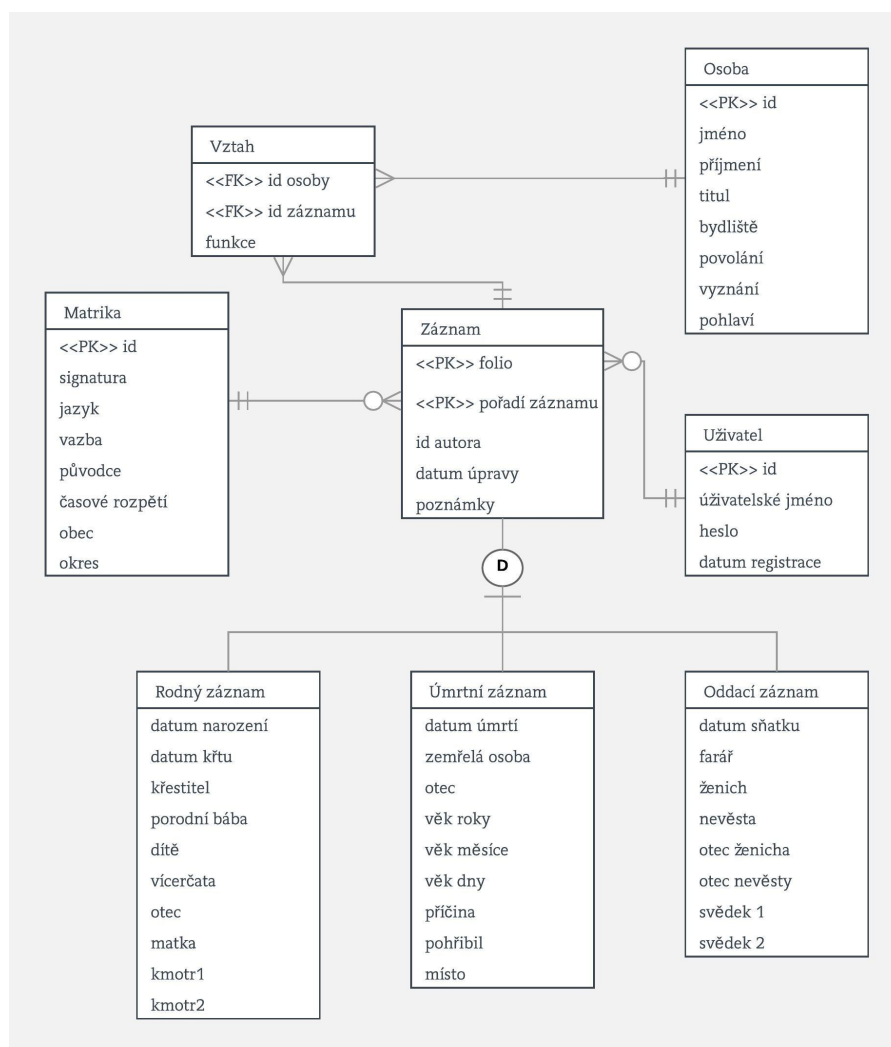 Osoba
<<PK>> id
jméno
příjmení
titul
bydliště
povolání
vyznání
pohlaví
Vztah
<<FK>> id osoby
<<FK>> id záznamu
funkce
Matrika
<<PK>> id
signatura
jazyk
vazba
původce
časové rozpětí
obec
okres
Záznam
<<PK>> folio
<<PK>> pořadí záznamu
id autora
datum úpravy
poznámky
Uživatel
<<PK>> id
úživatelské jméno
heslo
datum registrace
D
Rodný záznam
datum narození
datum křtu
křestitel
porodní bába
dítě
vícerčata
otec
matka
kmotr1
kmotr2
Úmrtní záznam
datum úmrtí
zemřelá osoba
otec
věk roky
věk měsíce
věk dny
příčina
pohřibil
místo
Oddací záznam
datum sňatku
farář
ženich
nevěsta
otec ženicha
otec nevěsty
svědek 1
svědek 2